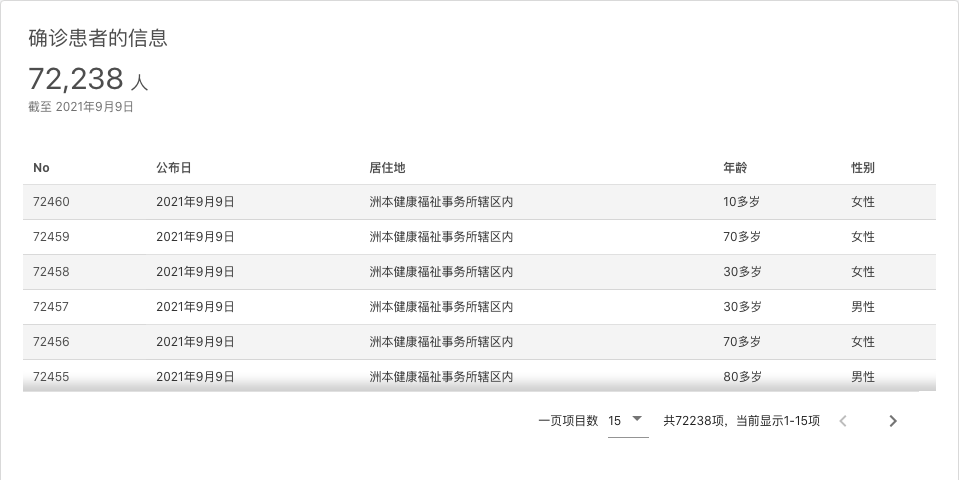 确诊患者的信息
72,238 人
截至 2021年9月9日
No 公布日 居住地 年龄 性别
72460 2021年9月9日 洲本健康福祉事务所辖区内 10多岁 女性
72459 2021年9月9日 洲本健康福祉事务所辖区内 70多岁 女性
72458 2021年9月9日 洲本健康福祉事务所辖区内 30多岁 女性
72457 2021年9月9日 洲本健康福祉事务所辖区内 30多岁 男性
72456 2021年9月9日 洲本健康福祉事务所辖区内 70多岁 女性
72455 2021年9月9日 洲本健康福祉事务所辖区内 80多岁 男性
一页项目数 15 共72238项，当前显示1-15项